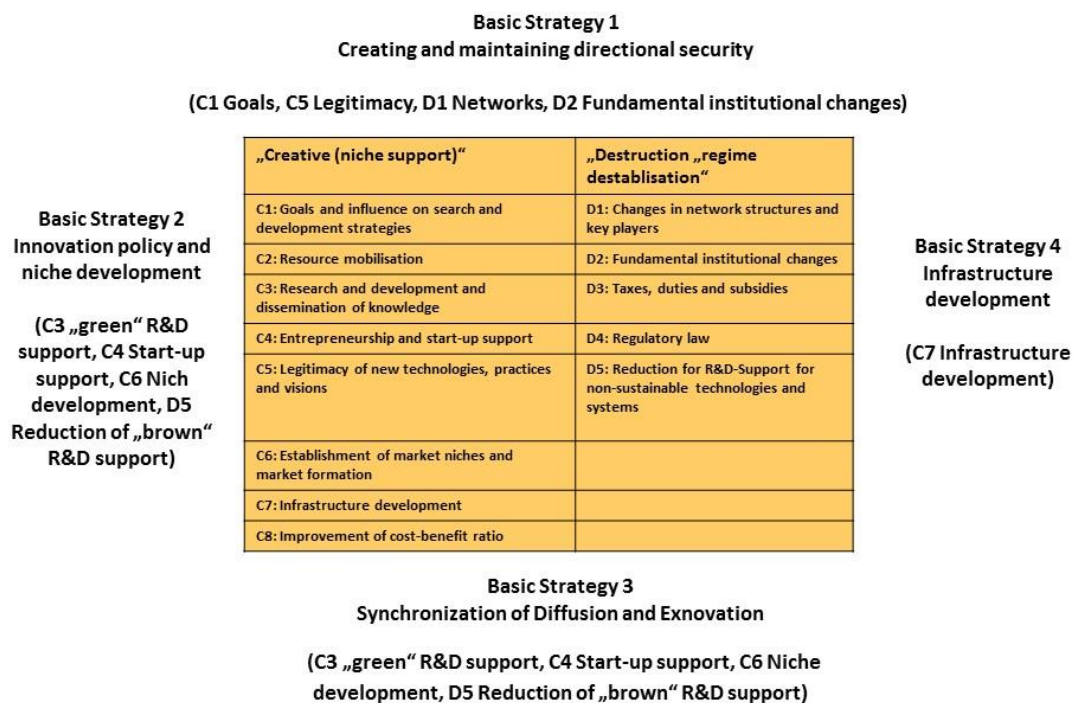 Basic Strategy 1
Creating and maintaining directional security
(C1 Goals, C5 Legitimacy, D1 Networks, D2 Fundamental institutional changes)
Basic Strategy 2
Innovation policy and
niche development
(C3 „green“ R&D
support, C4 Start-up
support, C6 Nich
development, D5
Reduction of „brown“
R&D support)
„Creative (niche support)“
„Destruction „regime
destablisation“
C1: Goals and influence on search and
development strategies
D1: Changes in network structures and
key players
C2: Resource mobilisation
D2: Fundamental institutional changes
C3: Research and development and
dissemination of knowledge
D3: Taxes, duties and subsidies
C4: Entrepreneurship and start-up support
D4: Regulatory law
C5: Legitimacy of new technologies, practices
and visions
D5: Reduction for R&D-Support for
non-sustainable technologies and
systems
C6: Establishment of market niches and
market formation
C7: Infrastructure development
C8: Improvement of cost-benefit ratio
Basic Strategy 4
Infrastructure
development
(C7 Infrastructure
development)
Basic Strategy 3
Synchronization of Diffusion and Exnovation
(C3 „green“ R&D support, C4 Start-up support, C6 Niche
development, D5 Reduction of „brown“ R&D support)